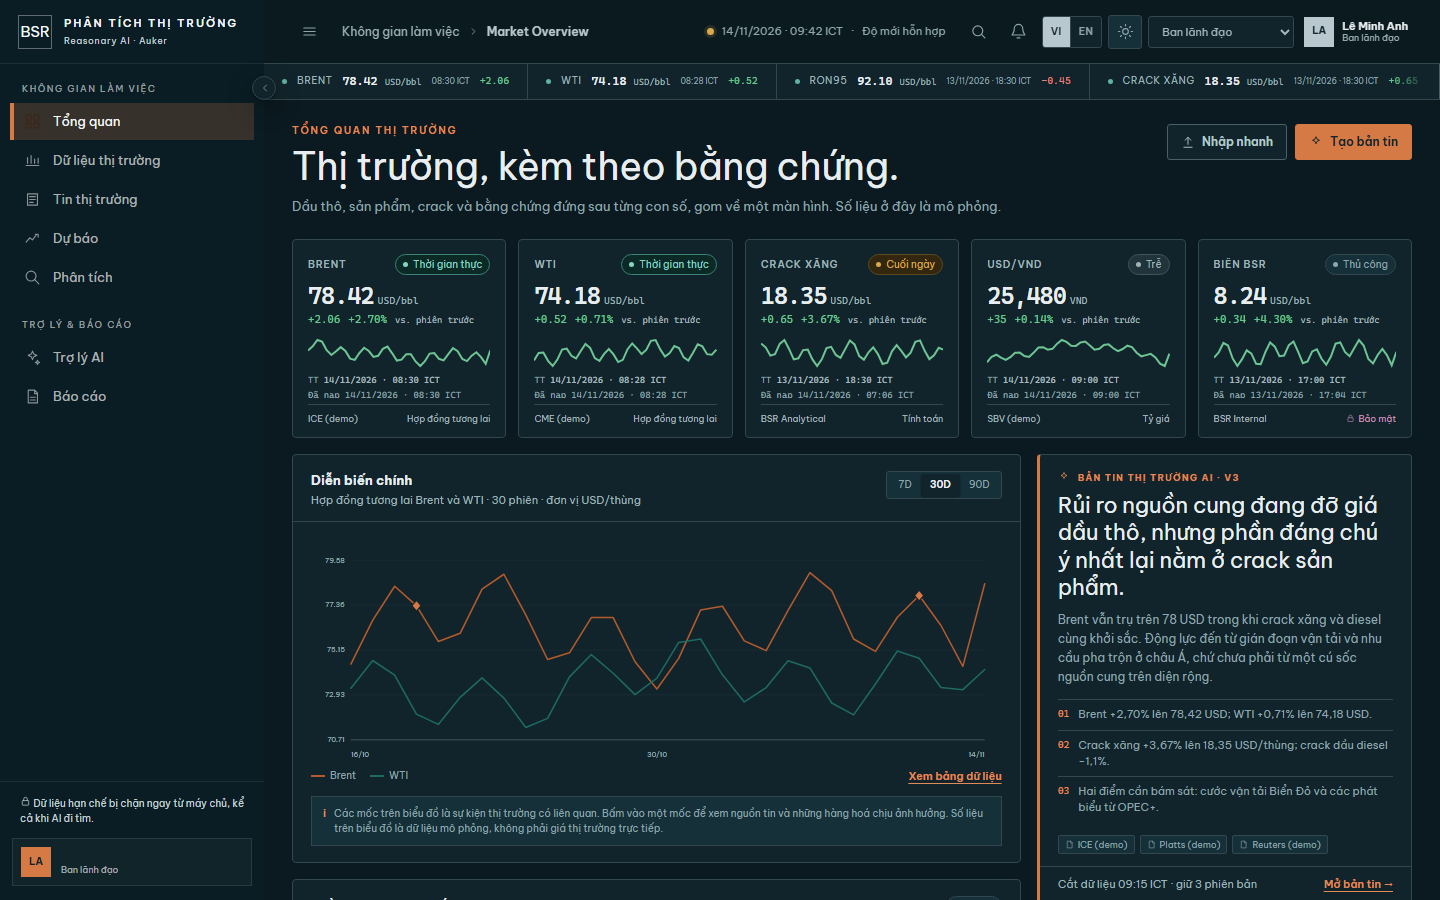 BSR
PHÂN TÍCH THỊ TRƯỜNG
Reasonary AI · Auker
Không gian làm việc › Market Overview
14/11/2026 · 09:42 ICT · Độ mới hỗn hợp
VI EN
Ban lãnh đạo
LA
Lê Minh Anh
Ban lãnh đạo
BRENT 78.42 USD/bbl 08:30 ICT +2.06
WTI 74.18 USD/bbl 08:28 ICT +0.52
RON95 92.10 USD/bbl 13/11/2026 · 18:30 ICT −0.45
CRACK XĂNG 18.35 USD/bbl 13/11/2026 · 18:30 ICT +0.65
KHÔNG GIAN LÀM VIỆC
Tổng quan
Dữ liệu thị trường
Tin thị trường
Dự báo
Phân tích
TRỢ LÝ & BÁO CÁO
Trợ lý AI
Báo cáo
Dữ liệu hạn chế bị chặn ngay từ máy chủ, kể
cả khi AI đi tìm.
LA
Ban lãnh đạo
TỔNG QUAN THỊ TRƯỜNG
Thị trường, kèm theo bằng chứng.
Dầu thô, sản phẩm, crack và bằng chứng đứng sau từng con số, gom về một màn hình. Số liệu ở đây là mô phỏng.
Nhập nhanh
Tạo bản tin
BRENT Thời gian thực
78.42 USD/bbl
+2.06 +2.70% vs. phiên trước
TT 14/11/2026 · 08:30 ICT
Đã nạp 14/11/2026 · 08:30 ICT
ICE (demo) Hợp đồng tương lai
WTI Thời gian thực
74.18 USD/bbl
+0.52 +0.71% vs. phiên trước
TT 14/11/2026 · 08:28 ICT
Đã nạp 14/11/2026 · 08:28 ICT
CME (demo) Hợp đồng tương lai
CRACK XĂNG Cuối ngày
18.35 USD/bbl
+0.65 +3.67% vs. phiên trước
TT 13/11/2026 · 18:30 ICT
Đã nạp 14/11/2026 · 07:06 ICT
BSR Analytical Tính toán
USD/VND Trễ
25,480 VND
+35 +0.14% vs. phiên trước
TT 14/11/2026 · 09:00 ICT
Đã nạp 14/11/2026 · 09:00 ICT
SBV (demo) Tỷ giá
BIÊN BSR Thủ công
8.24 USD/bbl
+0.34 +4.30% vs. phiên trước
TT 13/11/2026 · 17:00 ICT
Đã nạp 13/11/2026 · 17:04 ICT
BSR Internal Bảo mật
Diễn biến chính
Hợp đồng tương lai Brent và WTI · 30 phiên · đơn vị USD/thùng
7D 30D 90D
79.58
77.36
75.15
72.93
70.71
16/10 30/10 14/11
Brent WTI
Xem bảng dữ liệu
i Các mốc trên biểu đồ là sự kiện thị trường có liên quan. Bấm vào một mốc để xem nguồn tin và những hàng hoá chịu ảnh hưởng. Số liệu
trên biểu đồ là dữ liệu mô phỏng, không phải giá thị trường trực tiếp.
BẢN TIN THỊ TRƯỜNG AI · V3
Rủi ro nguồn cung đang đỡ giá
dầu thô, nhưng phần đáng chú
ý nhất lại nằm ở crack sản
phẩm.
Brent vẫn trụ trên 78 USD trong khi crack xăng và diesel
cùng khởi sắc. Động lực đến từ gián đoạn vận tải và nhu
cầu pha trộn ở châu Á, chứ chưa phải từ một cú sốc
nguồn cung trên diện rộng.
01 Brent +2,70% lên 78,42 USD; WTI +0,71% lên 74,18 USD.
02 Crack xăng +3,67% lên 18,35 USD/thùng; crack dầu diesel
−1,1%.
03 Hai điểm cần bám sát: cước vận tải Biển Đỏ và các phát
biểu từ OPEC+.
ICE (demo) Platts (demo) Reuters (demo)
Cắt dữ liệu 09:15 ICT · giữ 3 phiên bản
Mở bản tin →